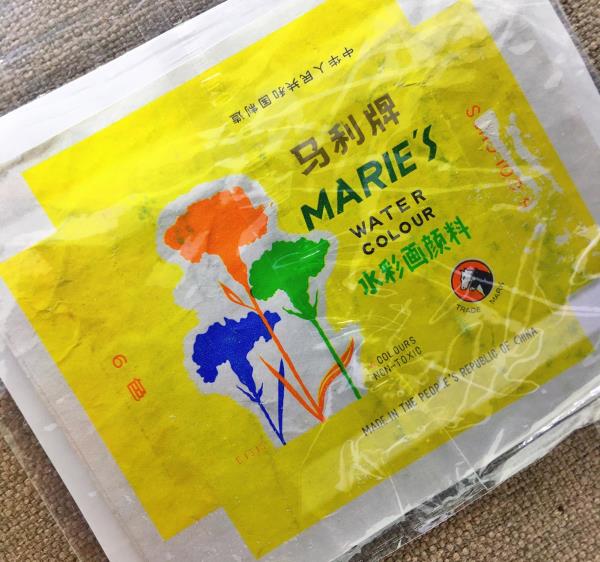 中华人民共和国制造
马利牌
MARIE'S
WATER
COLOUR
水彩画颜料
TRADE MARK
COLOURS
NON-TOXIC
MADE IN THE PEOPLE'S REPUBLIC OF CHINA
6 色